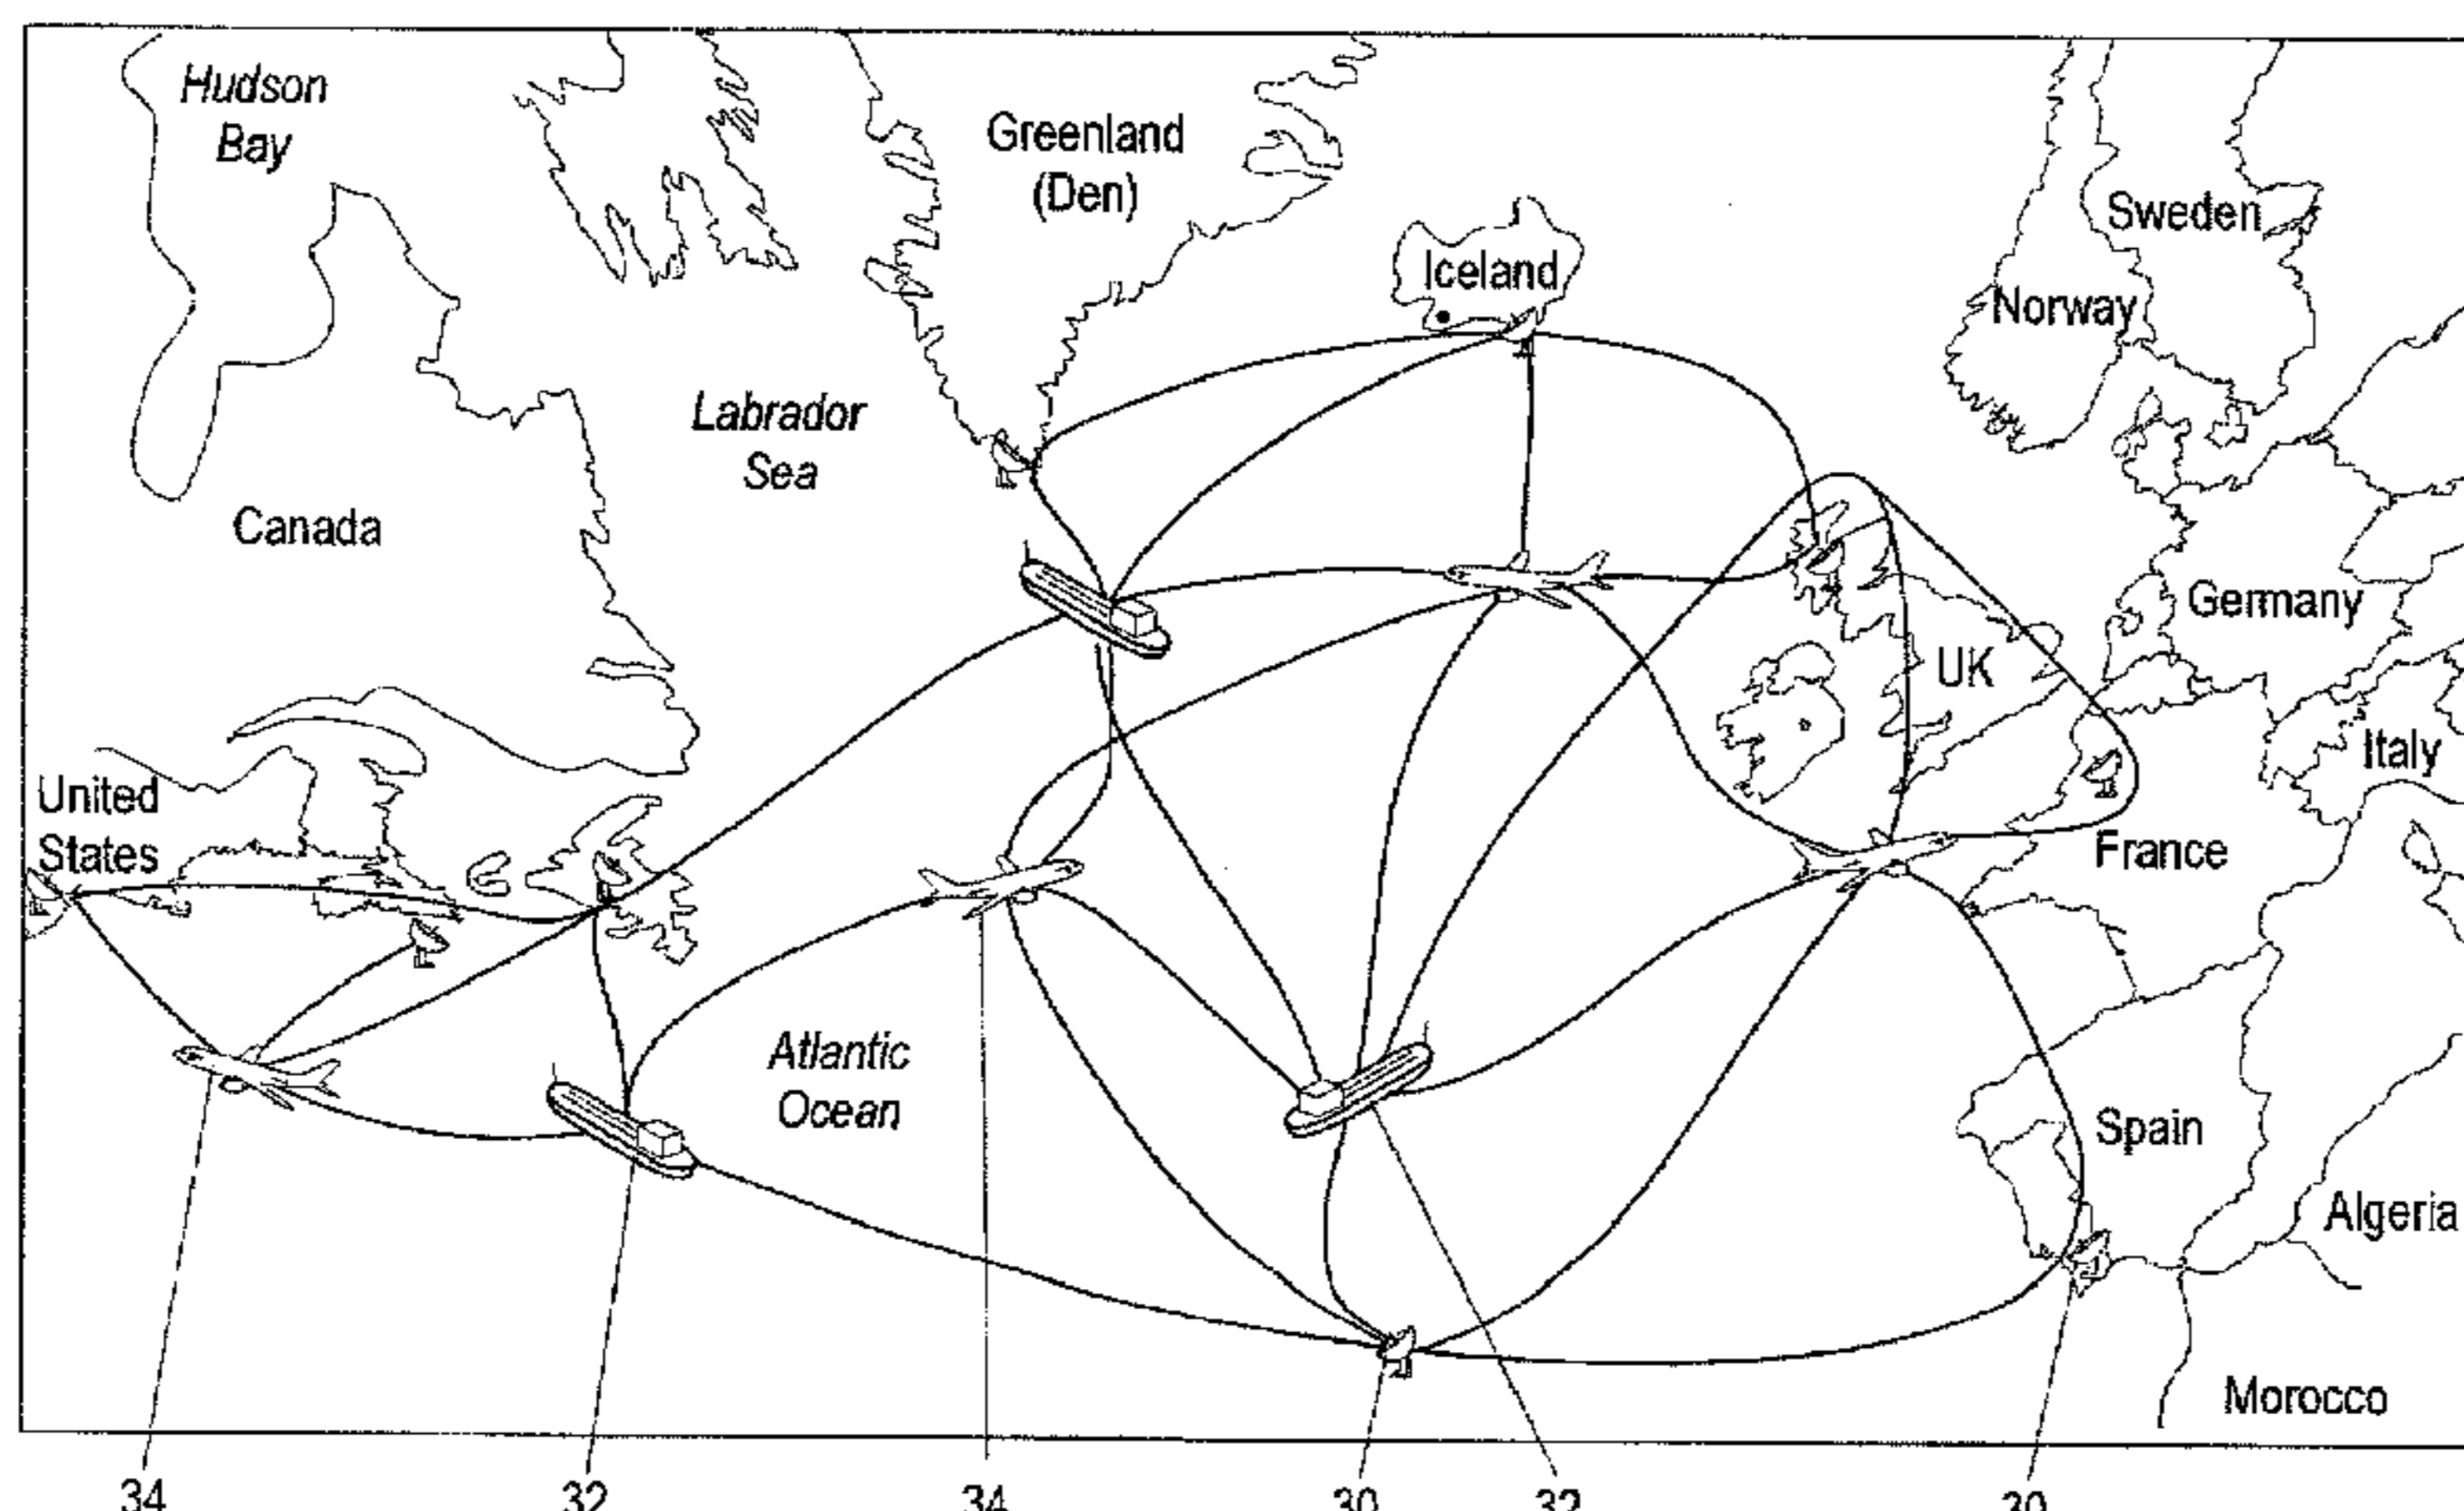 Hudson
Bay
Greenland
(Den)
Iceland
Sweden
Norway
Labrador
Sea
Canada
Germany
UK
Italy
United
States
France
Atlantic
Ocean
Spain
Algeria
Morocco
34
32
34
30
32
30